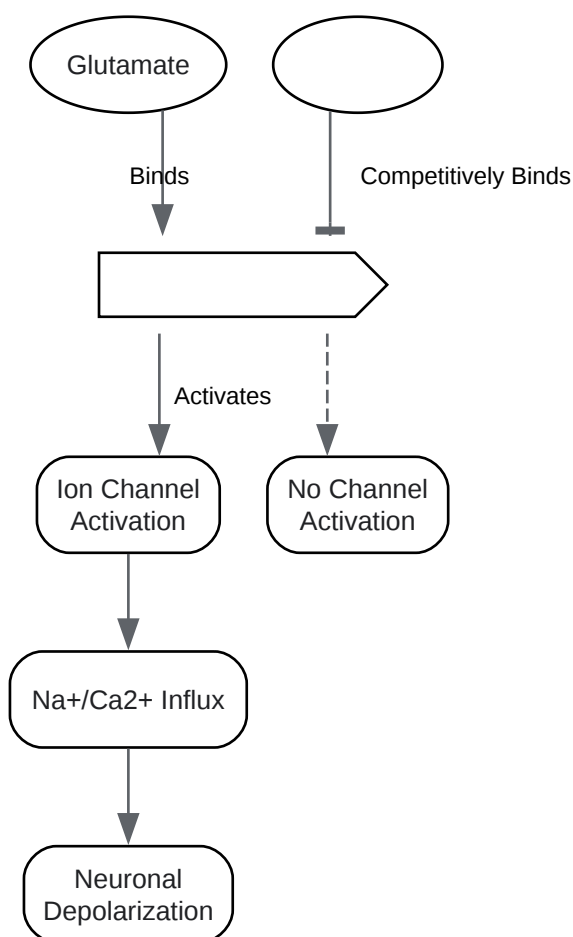 Glutamate
Binds
Competitively Binds
Activates
Ion Channel
Activation
No Channel
Activation
Na+/Ca2+ Influx
Neuronal
Depolarization